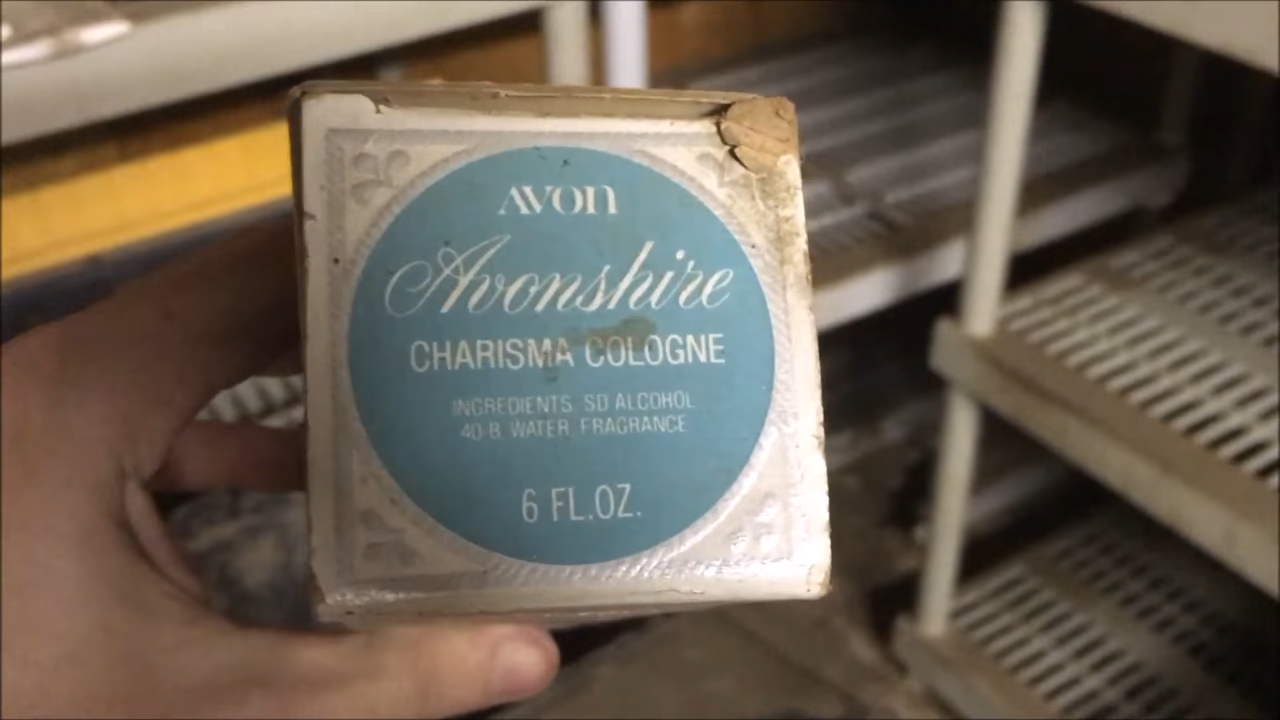 AVON
Avonshire
CHARISMA COLOGNE
INGREDIENTS SD ALCOHOL
40-B, WATER, FRAGRANCE
6 FL.OZ.